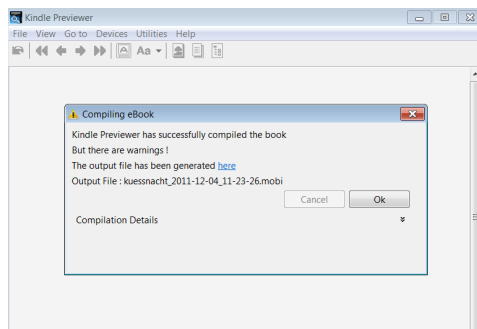 Kindle Previewer
File View Go to Devices Utilities Help
Aa
Compiling eBook
Kindle Previewer has successfully compiled the book
But there are warnings !
The output file has been generated here
Output File : kuessnacht_2011-12-04_11-23-26.mobi
Cancel Ok
Compilation Details